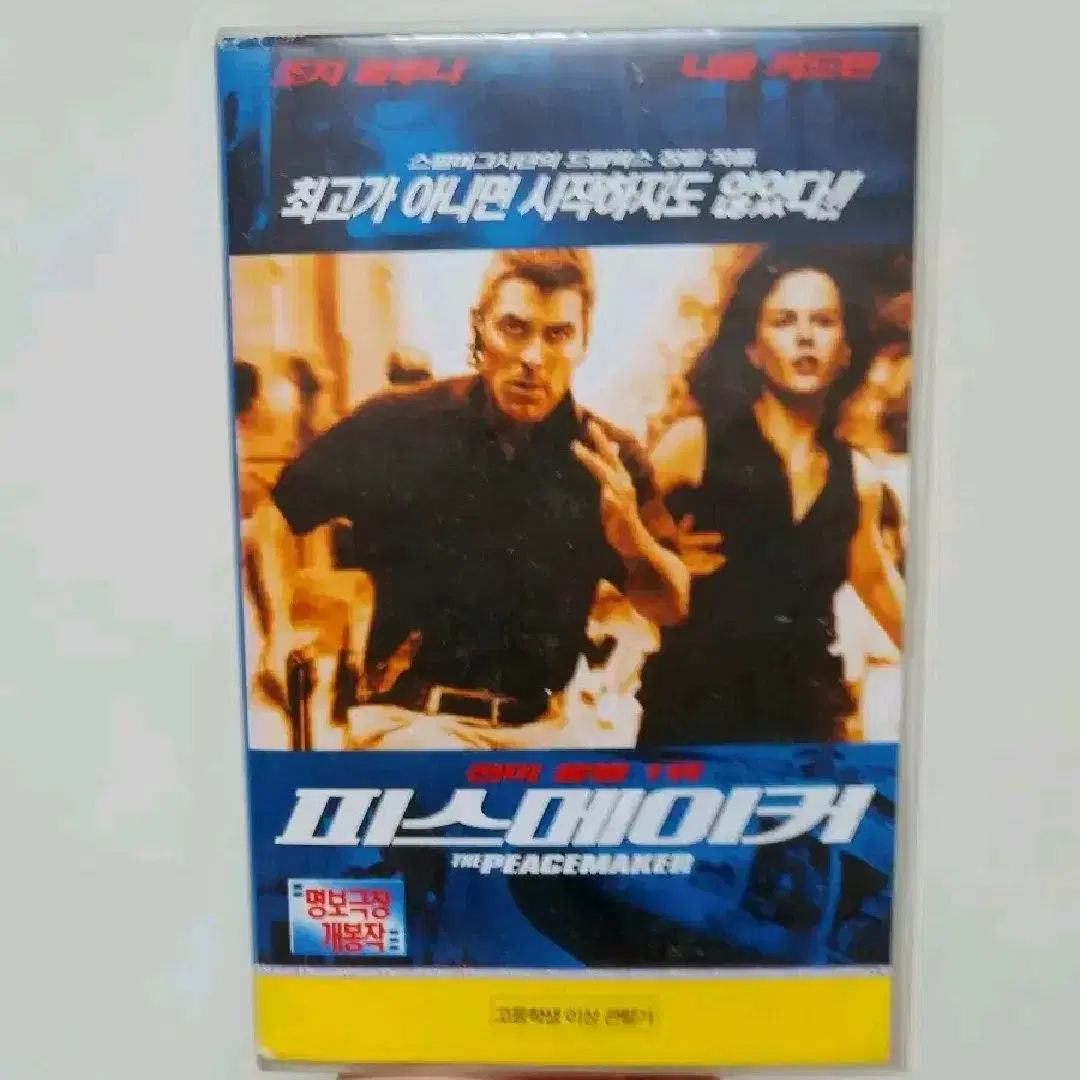 조지 클루니 니콜 키드만
스필버그사단의 드림웍스 창립 작품
최고가 아니면 시작하지도 않았다!!
전미 흥행 1위
피스메이커
THE PEACEMAKER
명보극장
개봉작
고등학생 이상 관람가